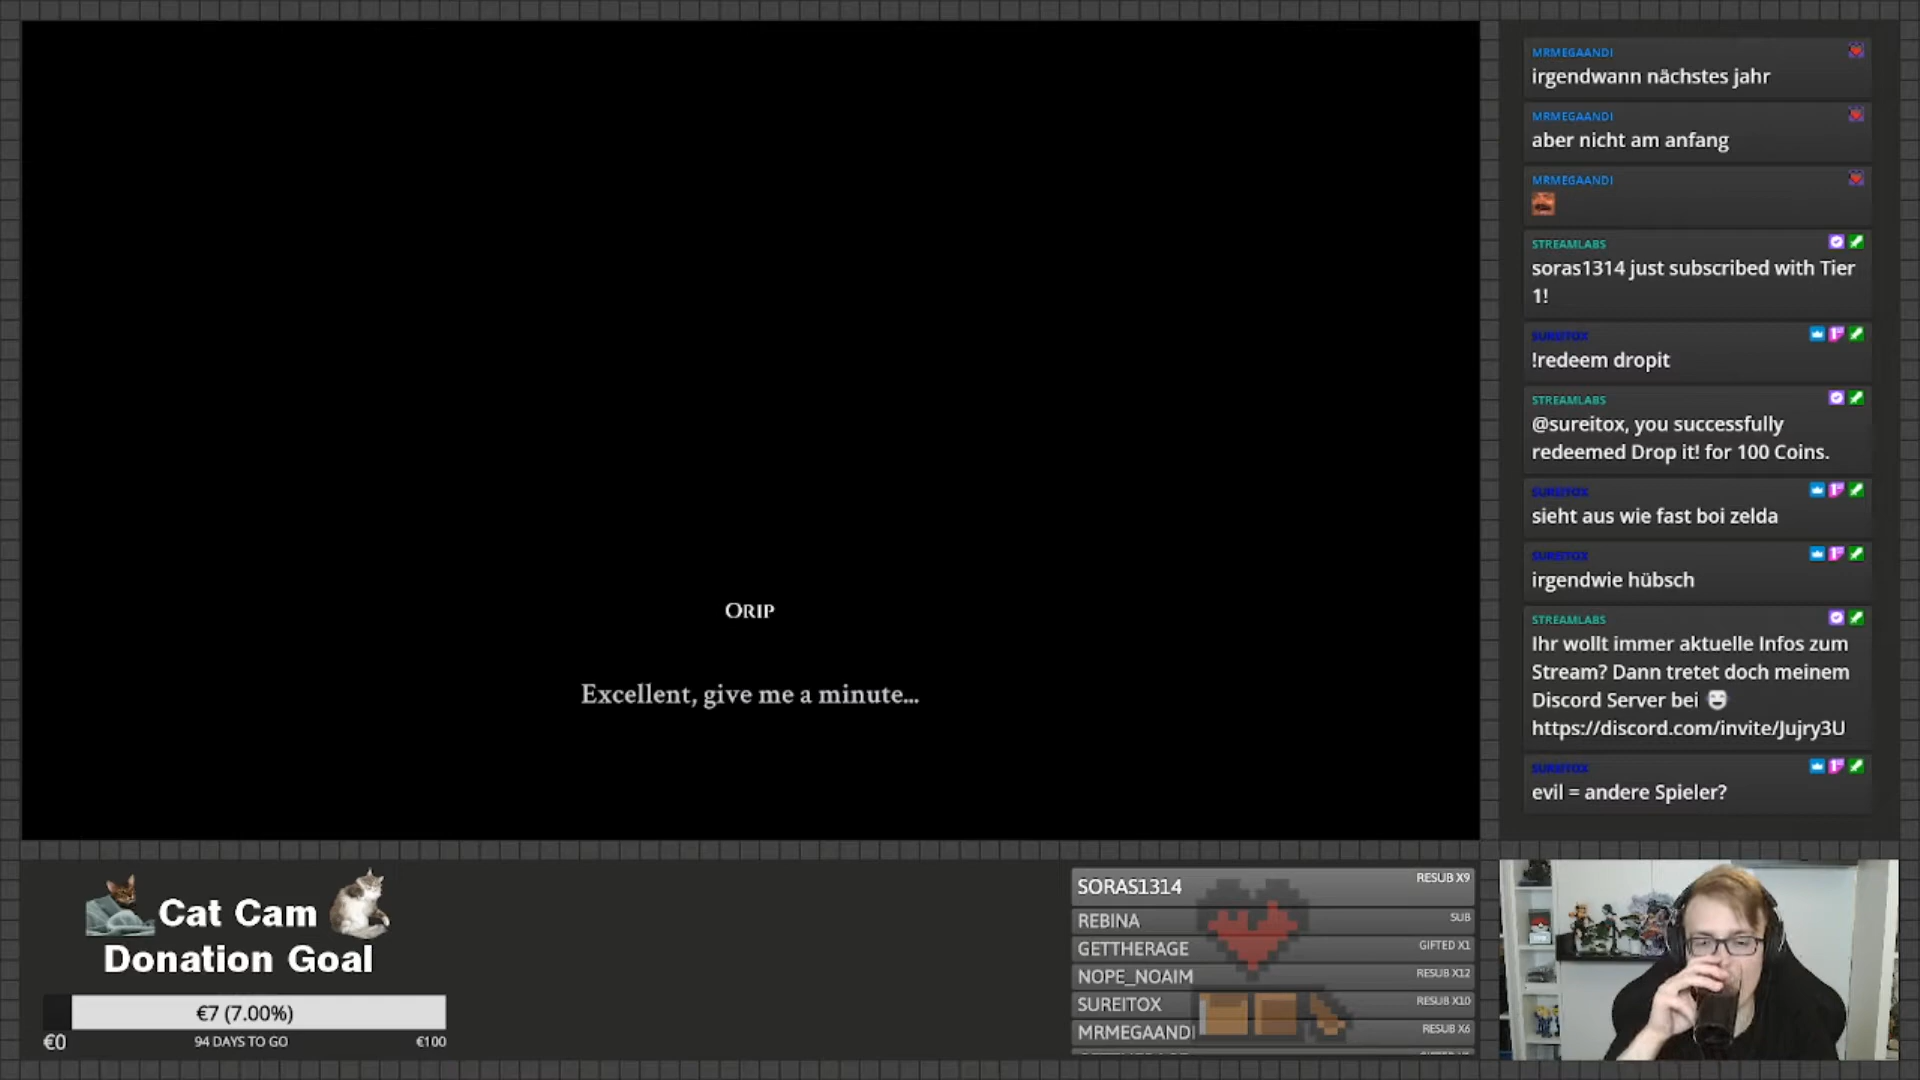 ORIP
Excellent, give me a minute...
MRMEGAANDI
irgendwann nächstes jahr
MRMEGAANDI
aber nicht am anfang
MRMEGAANDI
STREAMLABS
soras1314 just subscribed with Tier
1!
SUREITOX
!redeem dropit
STREAMLABS
@sureitox, you successfully
redeemed Drop it! for 100 Coins.
SUREITOX
sieht aus wie fast boi zelda
SUREITOX
irgendwie hübsch
STREAMLABS
Ihr wollt immer aktuelle Infos zum
Stream? Dann tretet doch meinem
Discord Server bei
https://discord.com/invite/Jujry3U
SUREITOX
evil = andere Spieler?
Cat Cam
Donation Goal
€7 (7.00%)
€0 94 DAYS TO GO €100
SORAS1314 RESUB X9
REBINA SUB
GETTHERAGE GIFTED X1
NOPE_NOAIM RESUB X12
SUREITOX RESUB X10
MRMEGAANDI RESUB X6